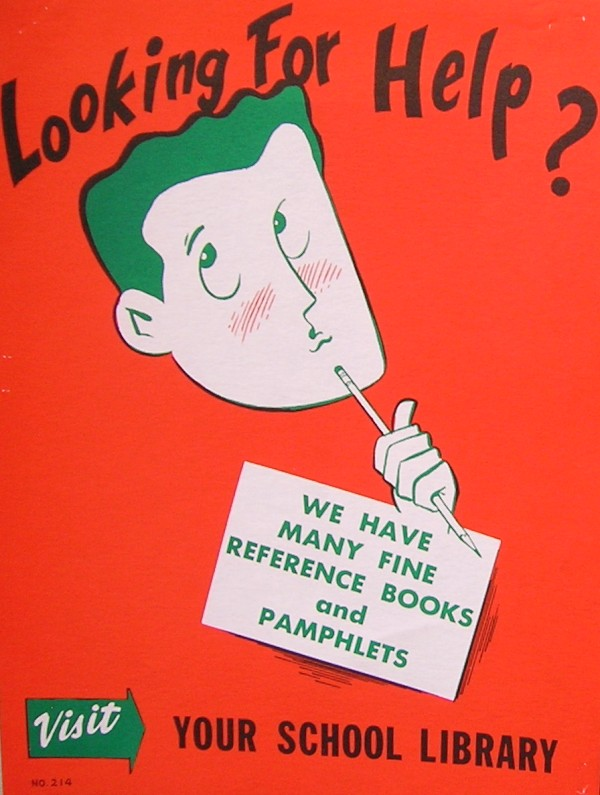 Looking For Help?
WE HAVE
MANY FINE
REFERENCE BOOKS
and
PAMPHLETS
Visit YOUR SCHOOL LIBRARY
NO. 214